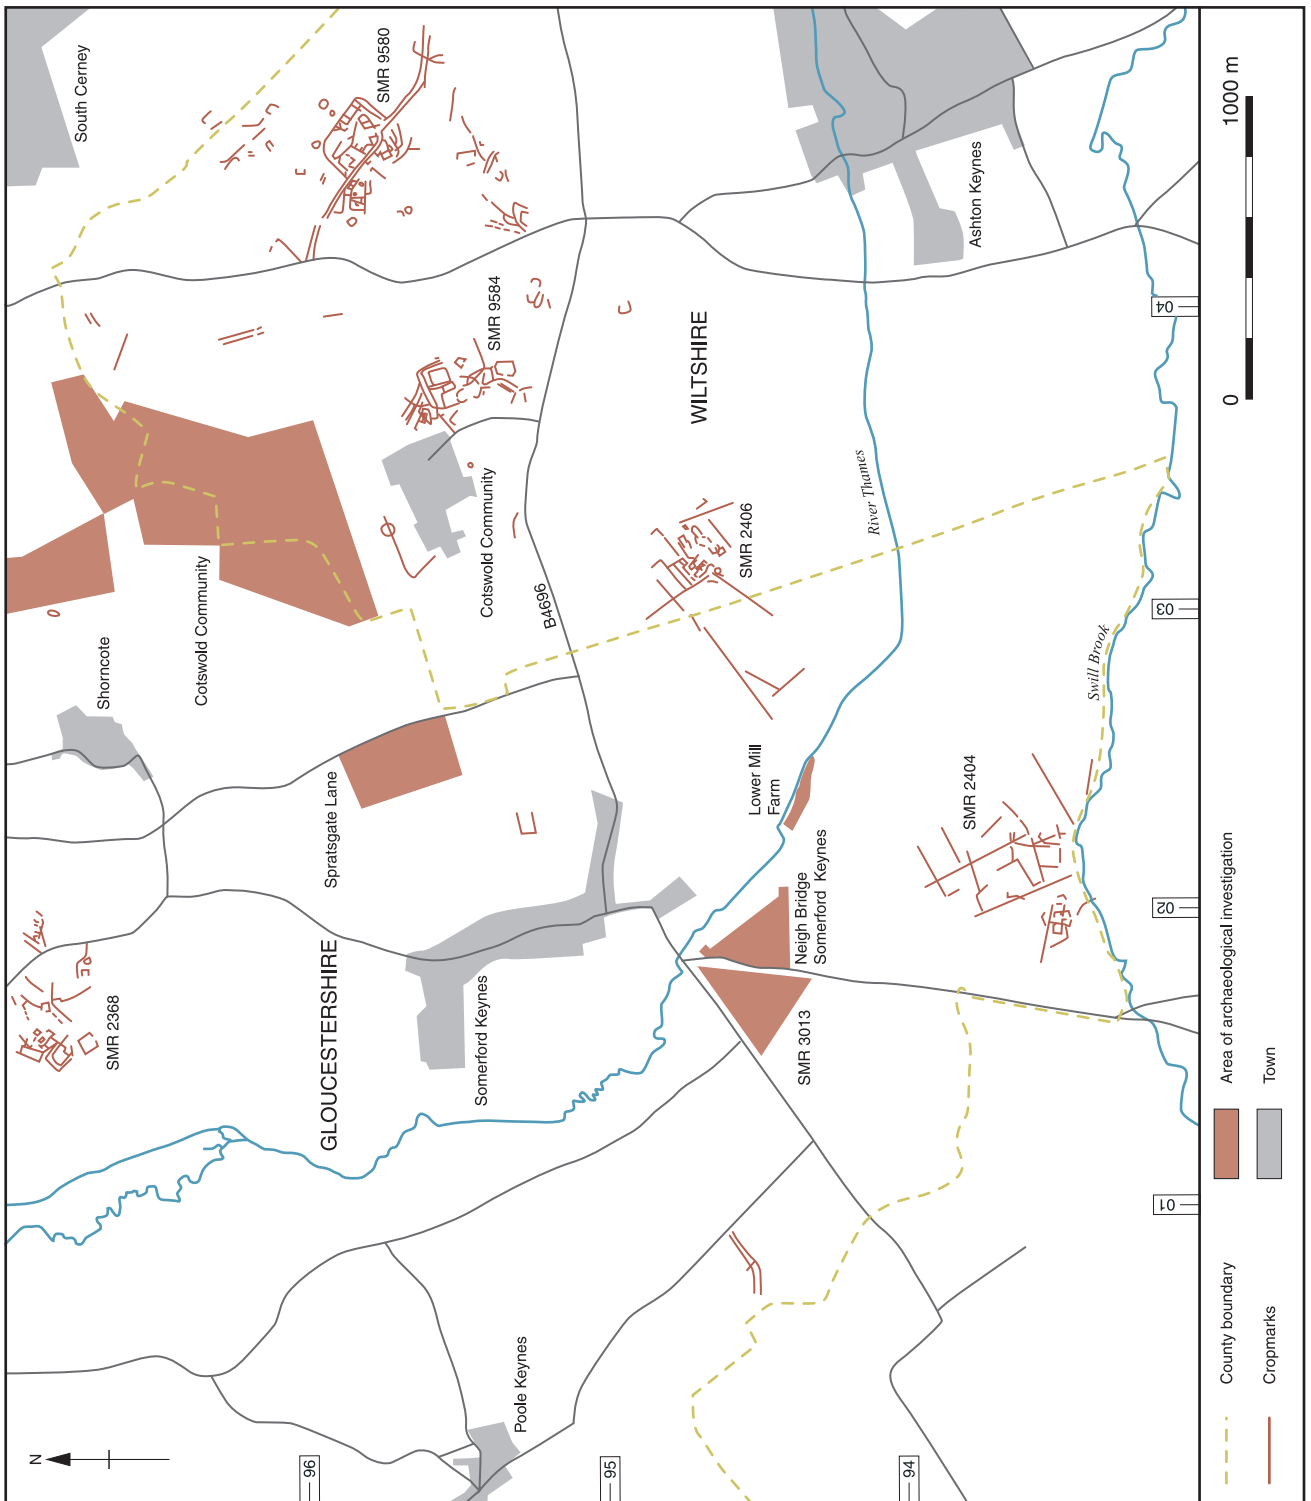 N
96
95
94
01
02
03
04
Poole Keynes
SMR 2368
GLOUCESTERSHIRE
Somerford Keynes
SMR 3013
Neigh Bridge
Somerford Keynes
Lower Mill
Farm
Spratsgate Lane
Shorncote
Cotswold Community
Cotswold Community
B4696
SMR 2406
SMR 2404
Swill Brook
River Thames
WILTSHIRE
SMR 9584
SMR 9580
South Cerney
Ashton Keynes
County boundary
Cropmarks
Area of archaeological investigation
Town
0
1000 m